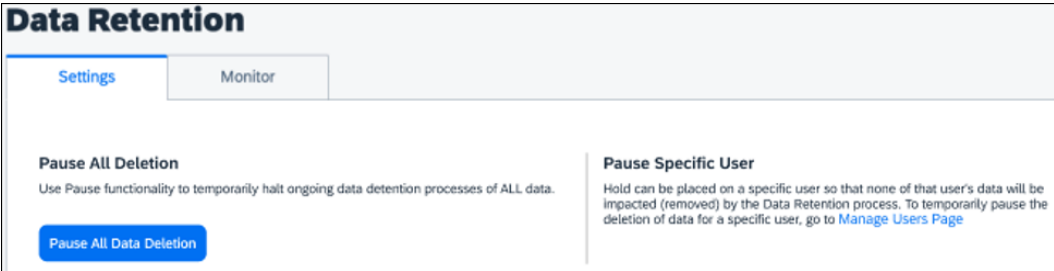 Data Retention
Settings
Monitor
Pause All Deletion
Use Pause functionality to temporarily halt ongoing data detention processes of ALL data.
Pause All Data Deletion
Pause Specific User
Hold can be placed on a specific user so that none of that user's data will be
impacted (removed) by the Data Retention process. To temporarily pause the
deletion of data for a specific user, go to Manage Users Page